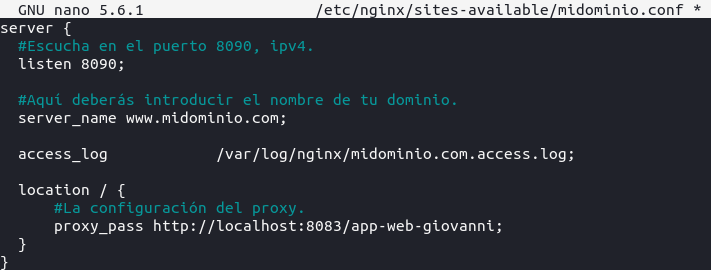 GNU nano 5.6.1 /etc/nginx/sites-available/midominio.conf *
server {
#Escucha en el puerto 8090, ipv4.
listen 8090;
#Aquí deberás introducir el nombre de tu dominio.
server_name www.midominio.com;
access_log /var/log/nginx/midominio.com.access.log;
location / {
#La configuración del proxy.
proxy_pass http://localhost:8083/app-web-giovanni;
}
}